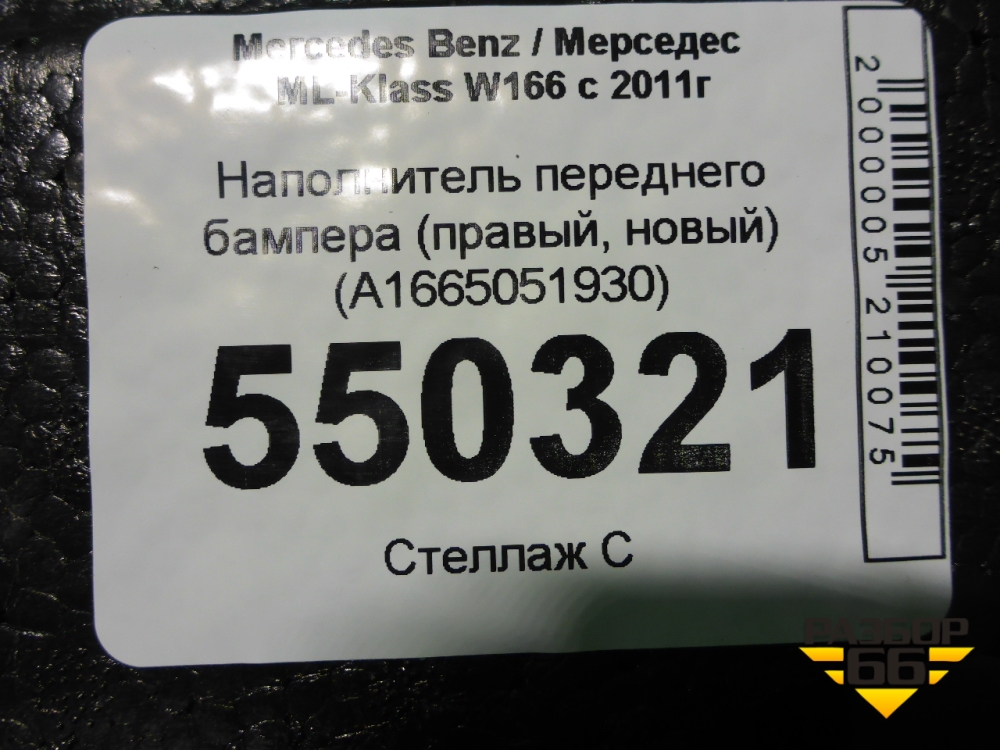 Mercedes Benz / Мерседес
ML-Klass W166 с 2011г
Наполнитель переднего
бампера (правый, новый)
(A1665051930)
550321
Стеллаж С
2000005210075
РАЗБОР
66